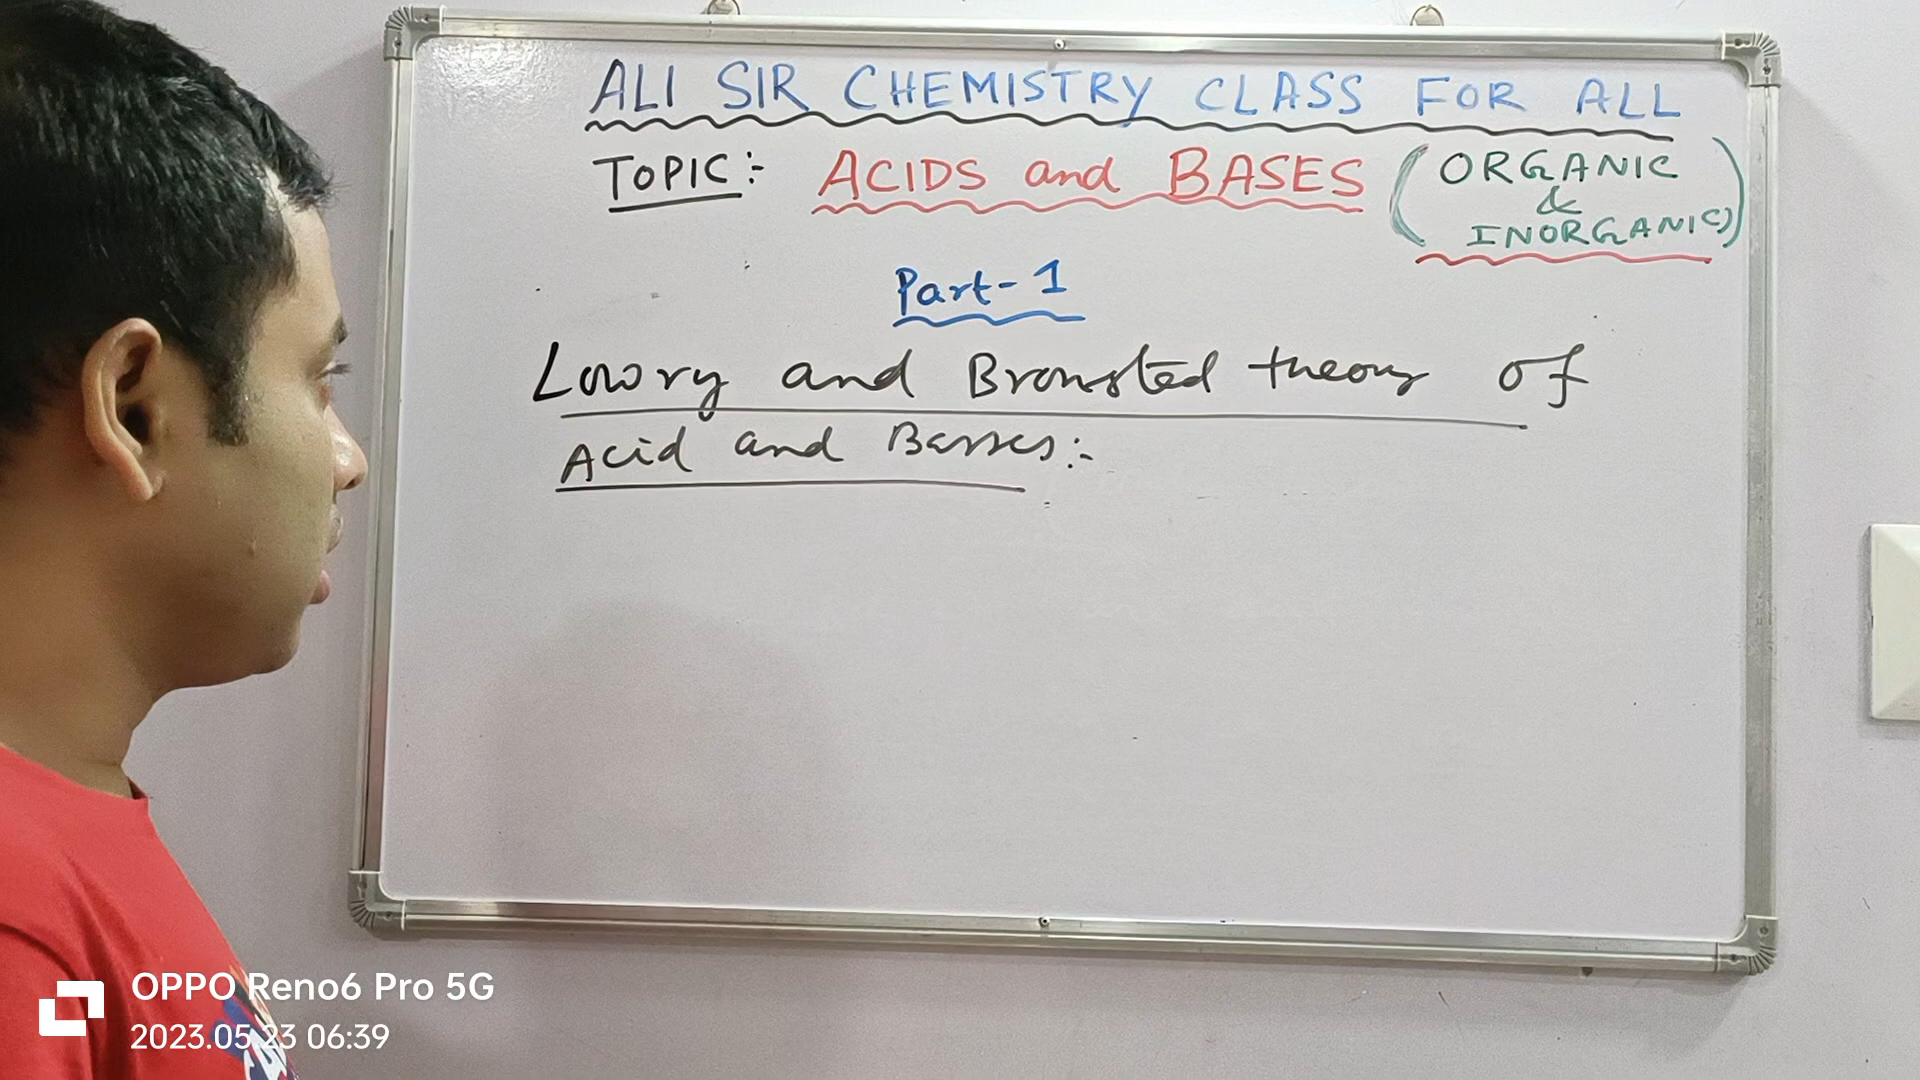 ALI SIR CHEMISTRY CLASS FOR ALL
TOPIC:- ACIDS and BASES (ORGANIC
&
INORGANIC)
Part-1
Lowry and Bronsted theory of
Acid and Basses:-
OPPO Reno6 Pro 5G
2023.05.23 06:39